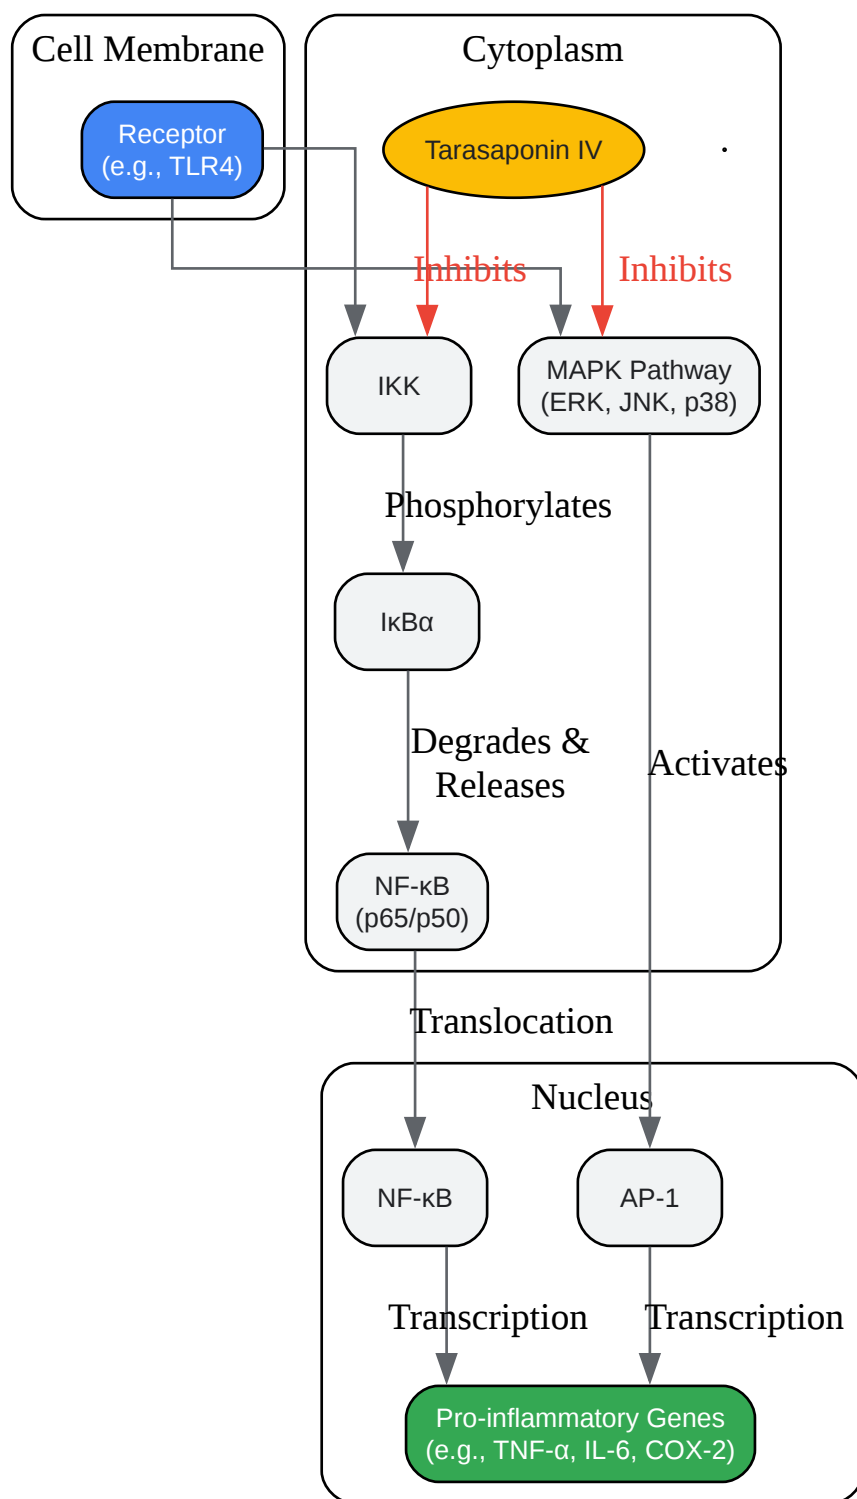 Cell Membrane
Cytoplasm
Receptor
(e.g., TLR4)
Tarasaponin IV
.
Inhibits
Inhibits
IKK
MAPK Pathway
(ERK, JNK, p38)
Phosphorylates
IκBα
Degrades &
Releases
Activates
NF-κB
(p65/p50)
Translocation
Nucleus
NF-κB
AP-1
Transcription
Transcription
Pro-inflammatory Genes
(e.g., TNF-α, IL-6, COX-2)